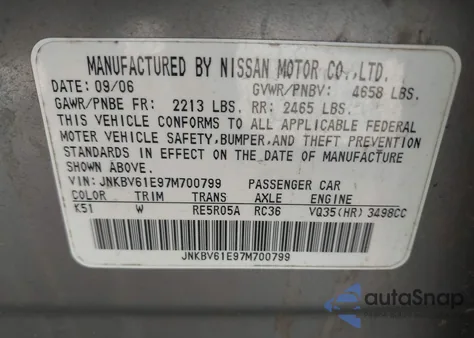 MANUFACTURED BY NISSAN MOTOR CO.,LTD.
DATE: 09/06 GVWR/PNBV: 4658 LBS.
GAWR/PNBE FR: 2213 LBS. RR: 2465 LBS.
THIS VEHICLE CONFORMS TO ALL APPLICABLE FEDERAL
MOTER VEHICLE SAFETY, BUMPER, AND THEFT PREVENTION
STANDARDS IN EFFECT ON THE DATE OF MANUFACTURE
SHOWN ABOVE.
VIN: JNKBV61E97M700799 PASSENGER CAR
COLOR TRIM TRANS AXLE ENGINE
K51 W RE5R05A RC36 VQ35(HR) 3498CC
JNKBV61E97M700799
autoSnap